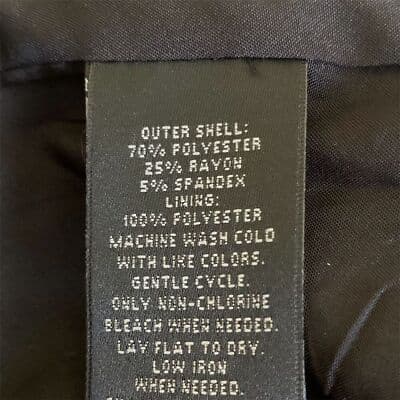 OUTER SHELL:
70% POLYESTER
25% RAYON
5% SPANDEX
LINING:
100% POLYESTER
MACHINE WASH COLD
WITH LIKE COLORS.
GENTLE CYCLE.
ONLY NON-CHLORINE
BLEACH WHEN NEEDED.
LAY FLAT TO DRY.
LOW IRON
WHEN NEEDED.